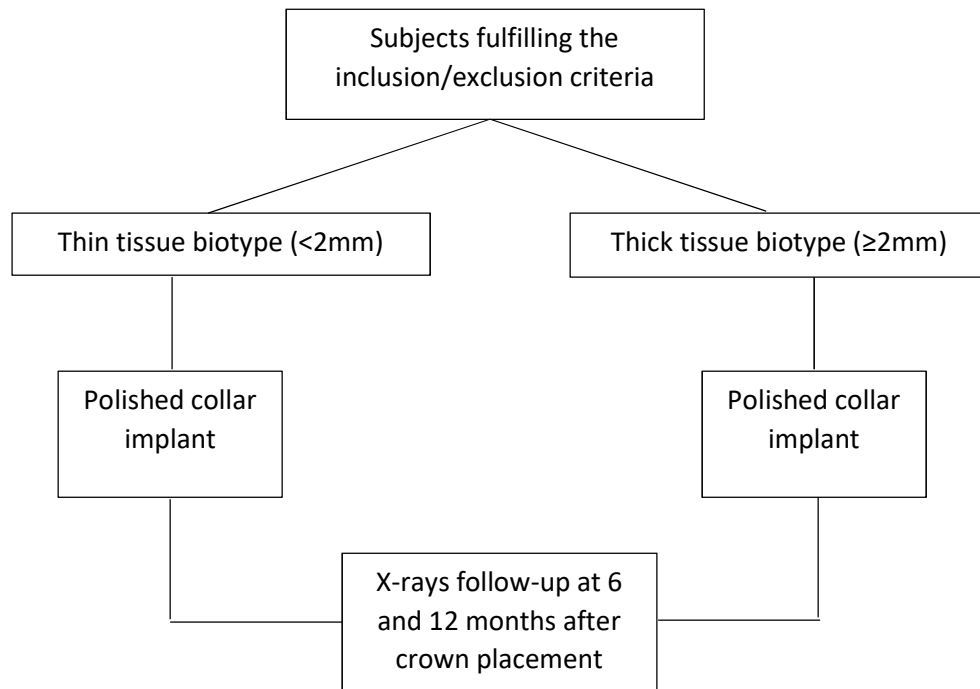 Subjects fulfilling the
inclusion/exclusion criteria
Thin tissue biotype (<2mm)
Thick tissue biotype (≥2mm)
Polished collar
implant
Polished collar
implant
X-rays follow-up at 6
and 12 months after
crown placement